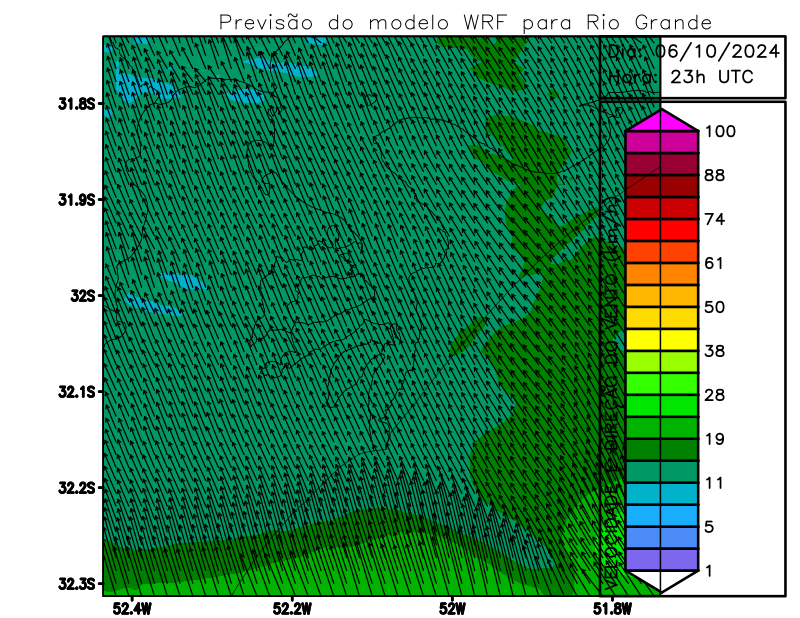 Previsão do modelo WRF para Rio Grande
Dia: 06/10/2024
Hora: 23h UTC
31.8S
31.9S
32S
32.1S
32.2S
32.3S
52.4W
52.2W
52W
51.8W
VELOCIDADE E DIREÇÃO DO VENTO (km/h)
100
88
74
61
50
38
28
19
11
5
1